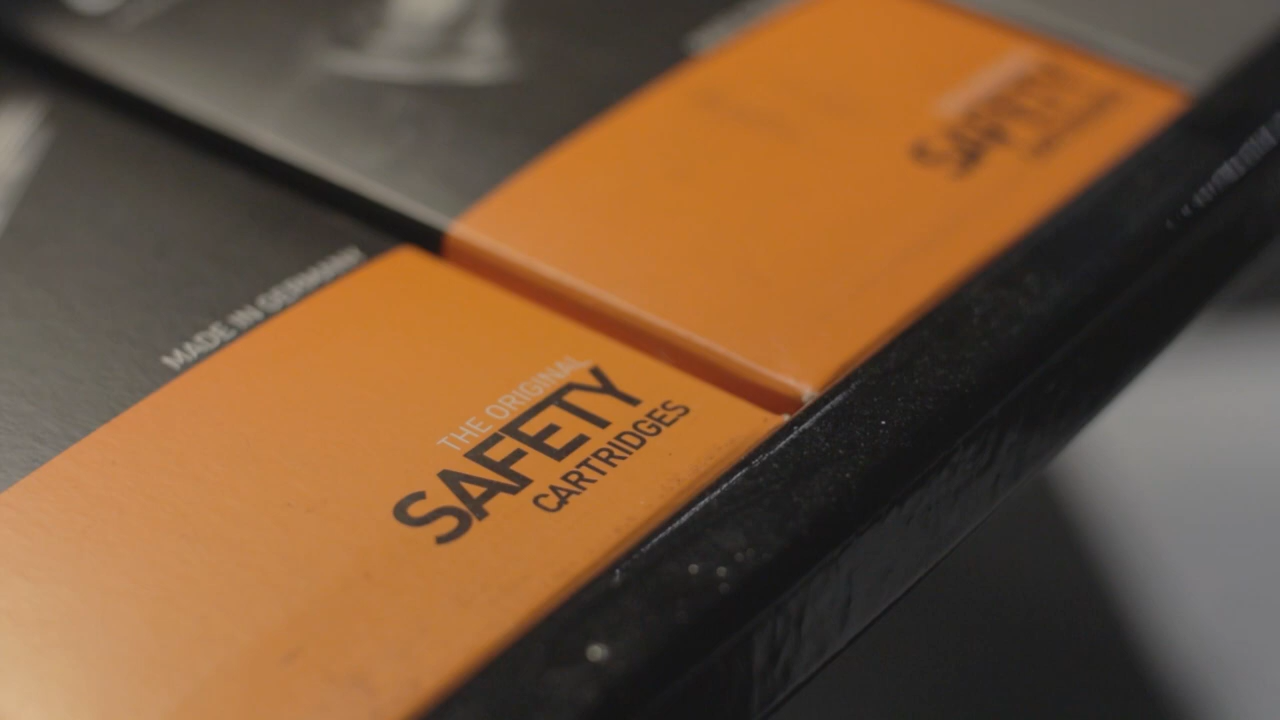 MADE IN GERMANY
THE ORIGINAL
SAFETY
CARTRIDGES
SAFETY